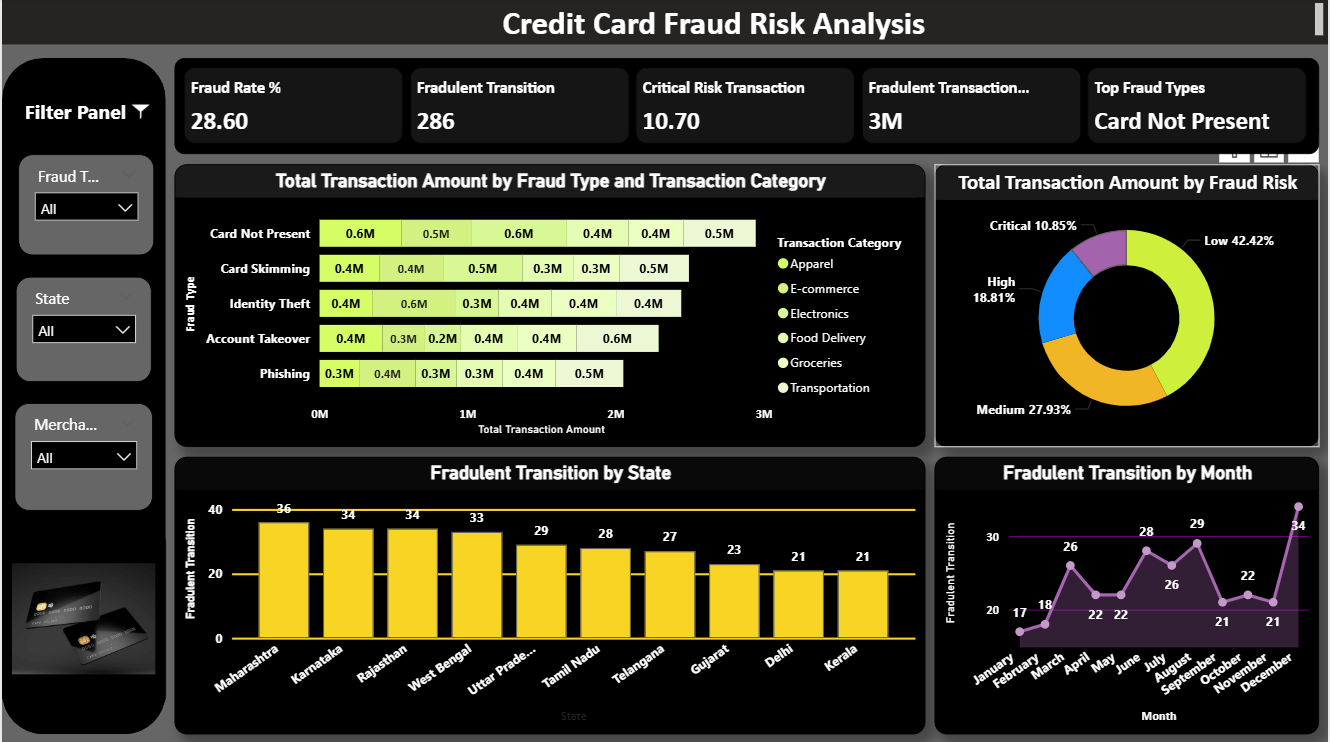 Credit Card Fraud Risk Analysis
Filter Panel
Fraud T...
All
State
All
Mercha...
All
Fraud Rate %
28.60
Fradulent Transition
286
Critical Risk Transaction
10.70
Fradulent Transaction...
3M
Top Fraud Types
Card Not Present
Total Transaction Amount by Fraud Type and Transaction Category
Fraud Type
Card Not Present 0.6M 0.5M 0.6M 0.4M 0.4M 0.5M
Card Skimming 0.4M 0.4M 0.5M 0.3M 0.3M 0.5M
Identity Theft 0.4M 0.6M 0.3M 0.4M 0.4M 0.4M
Account Takeover 0.4M 0.3M 0.2M 0.4M 0.4M 0.6M
Phishing 0.3M 0.4M 0.3M 0.3M 0.4M 0.5M
0M 1M 2M 3M
Total Transaction Amount
Transaction Category
Apparel
E-commerce
Electronics
Food Delivery
Groceries
Transportation
Total Transaction Amount by Fraud Risk
Critical 10.85%
Low 42.42%
High
18.81%
Medium 27.93%
Fradulent Transition by State
Fradulent Transition
40
20
0
36 34 34 33 29 28 27 23 21 21
Maharashtra Karnataka Rajasthan West Bengal Uttar Prade... Tamil Nadu Telangana Gujarat Delhi Kerala
State
Fradulent Transition by Month
Fradulent Transition
30
20
17 18 26 22 22 28 26 29 21 22 21 34
January February March April May June July August September October November December
Month